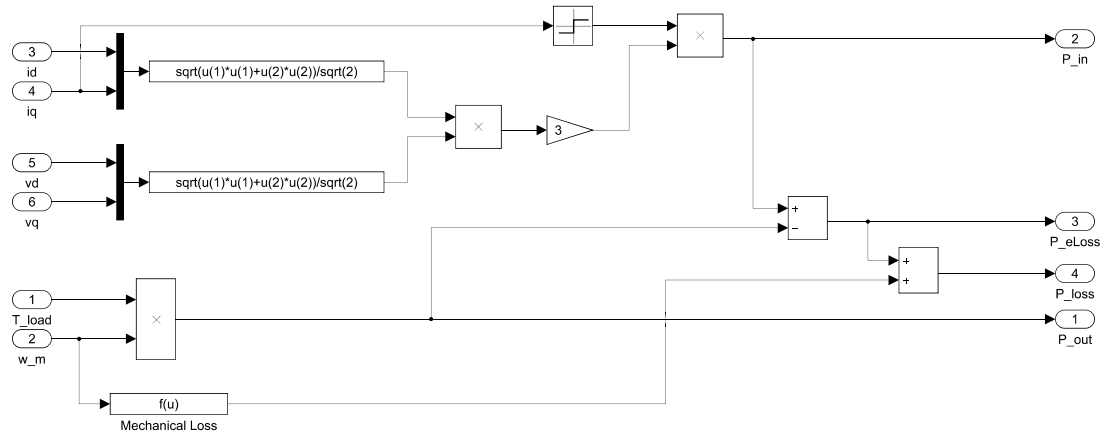 3
id
4
iq
sqrt(u(1)*u(1)+u(2)*u(2))/sqrt(2)
×
2
P_in
×
3
5
vd
6
vq
sqrt(u(1)*u(1)+u(2)*u(2))/sqrt(2)
+
−
3
P_eLoss
+
+
4
P_loss
1
T_load
2
w_m
×
1
P_out
f(u)
Mechanical Loss